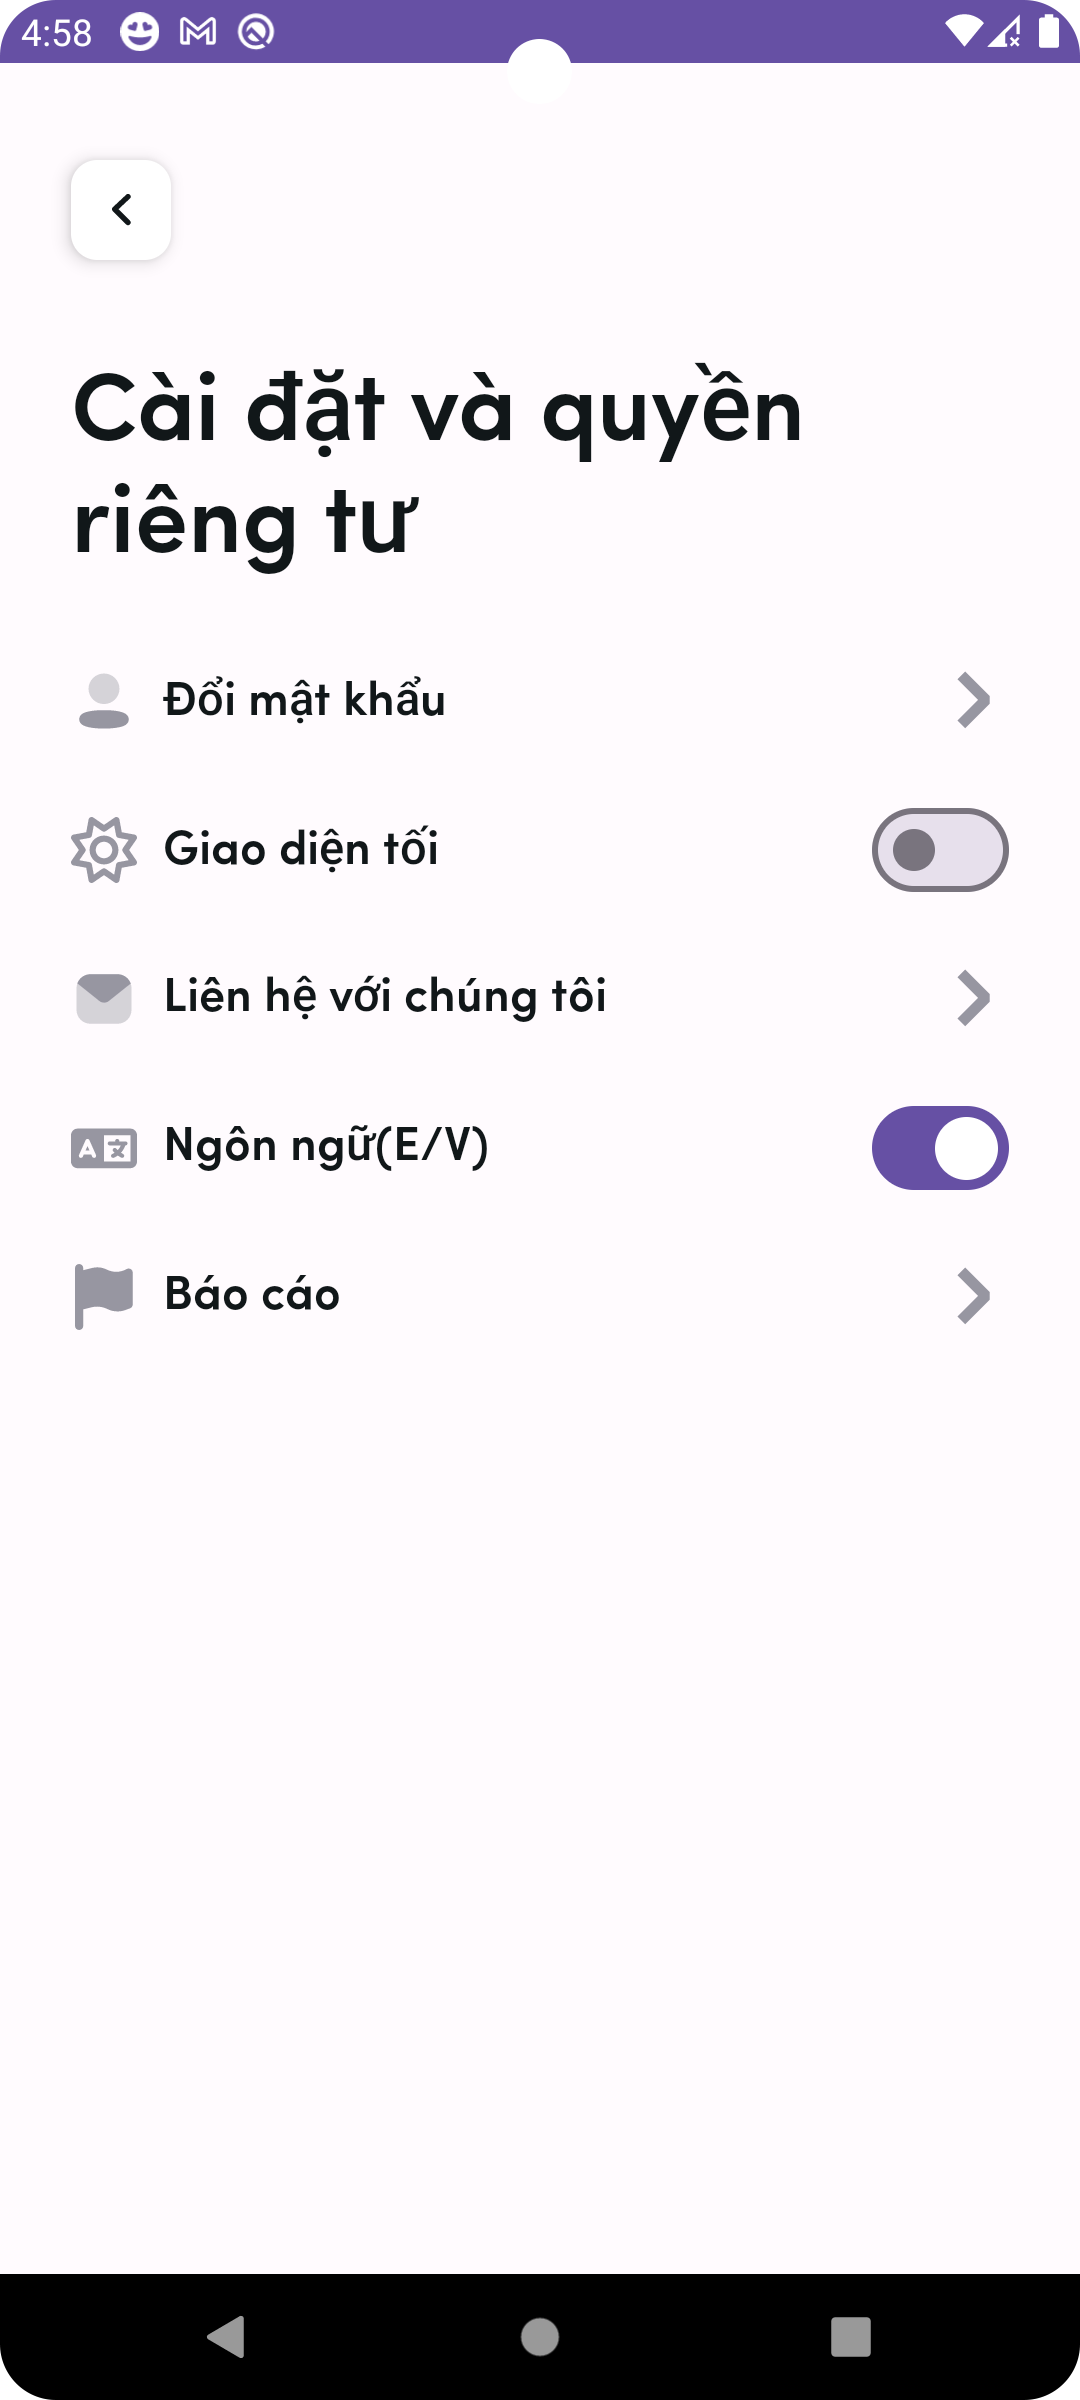 4:58
Cài đặt và quyền
riêng tư
Đổi mật khẩu
Giao diện tối
Liên hệ với chúng tôi
Ngôn ngữ(E/V)
Báo cáo